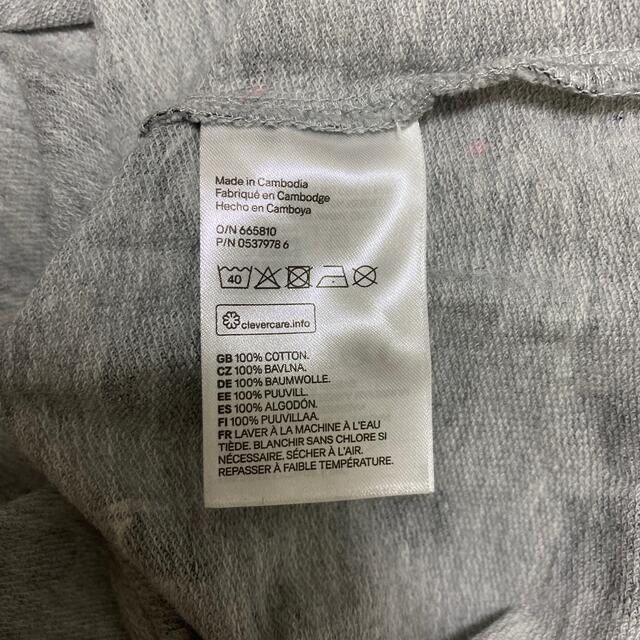 Made in Cambodia
Fabriqué en Cambodge
Hecho en Camboya
O/N 665810
P/N 0537978 6
40
clevercare.info
GB 100% COTTON.
CZ 100% BAVLNA.
DE 100% BAUMWOLLE.
EE 100% PUUVILL.
ES 100% ALGODÓN.
FI 100% PUUVILLAA.
FR LAVER À LA MACHINE À L'EAU
TIÈDE. BLANCHIR SANS CHLORE SI
NÉCESSAIRE. SÉCHER À L'AIR.
REPASSER À FAIBLE TEMPÉRATURE.